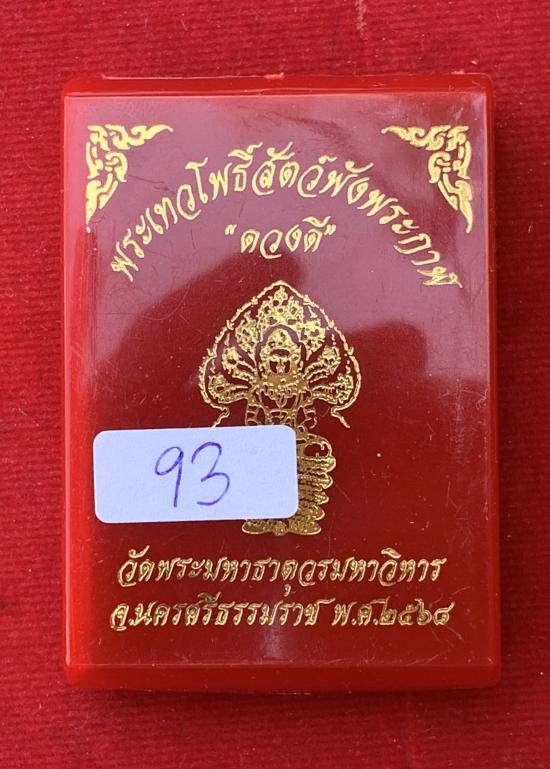 พระเทวโพธิ์สัตว์พังพระกาฬ
"ดวงดี"
93
วัดพระมหาธาตุวรมหาวิหาร
จ.นครศรีธรรมราช พ.ศ.๒๕๖๘